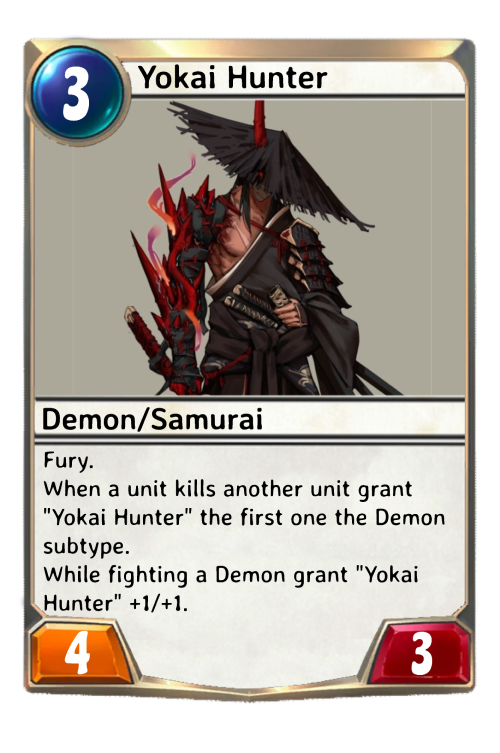 3
Yokai Hunter
Demon/Samurai
Fury.
When a unit kills another unit grant
"Yokai Hunter" the first one the Demon
subtype.
While fighting a Demon grant "Yokai
Hunter" +1/+1.
4
3